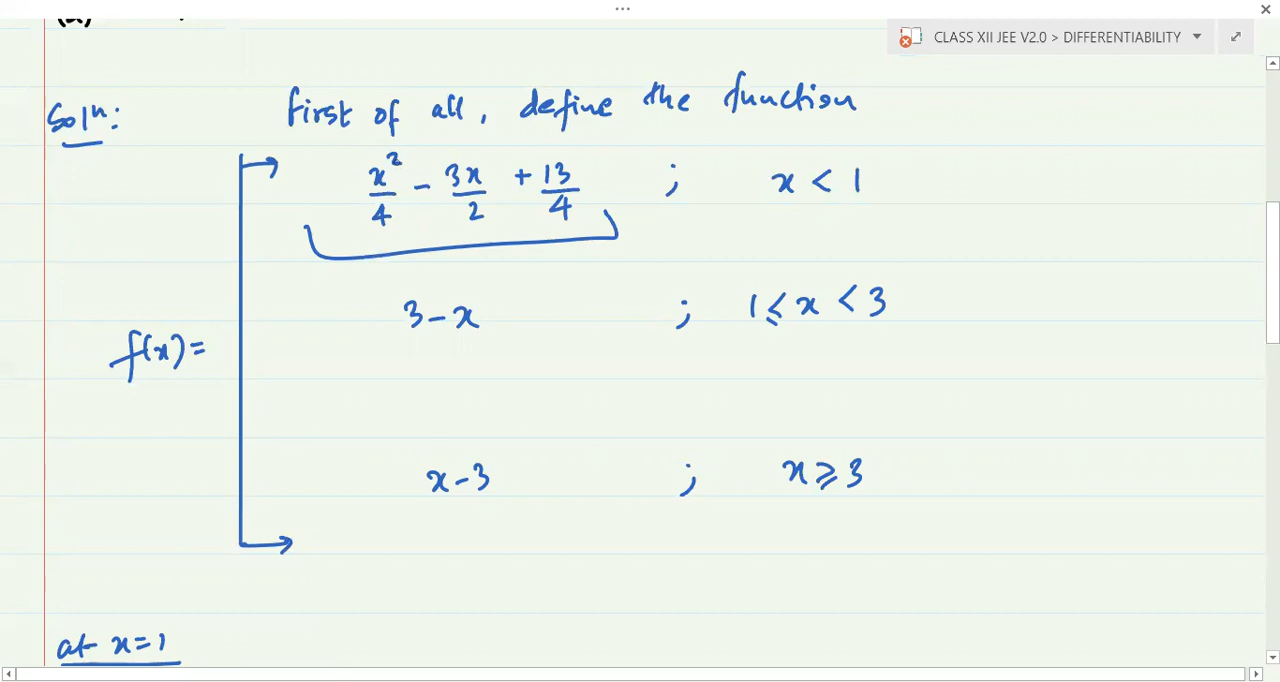 (a)
CLASS XII JEE V2.0 > DIFFERENTIABILITY
Solⁿ: first of all, define the function
x²/4 - 3x/2 + 13/4 ; x < 1
3-x ; 1 ≤ x < 3
f(x)=
x-3 ; x ≥ 3
at x=1